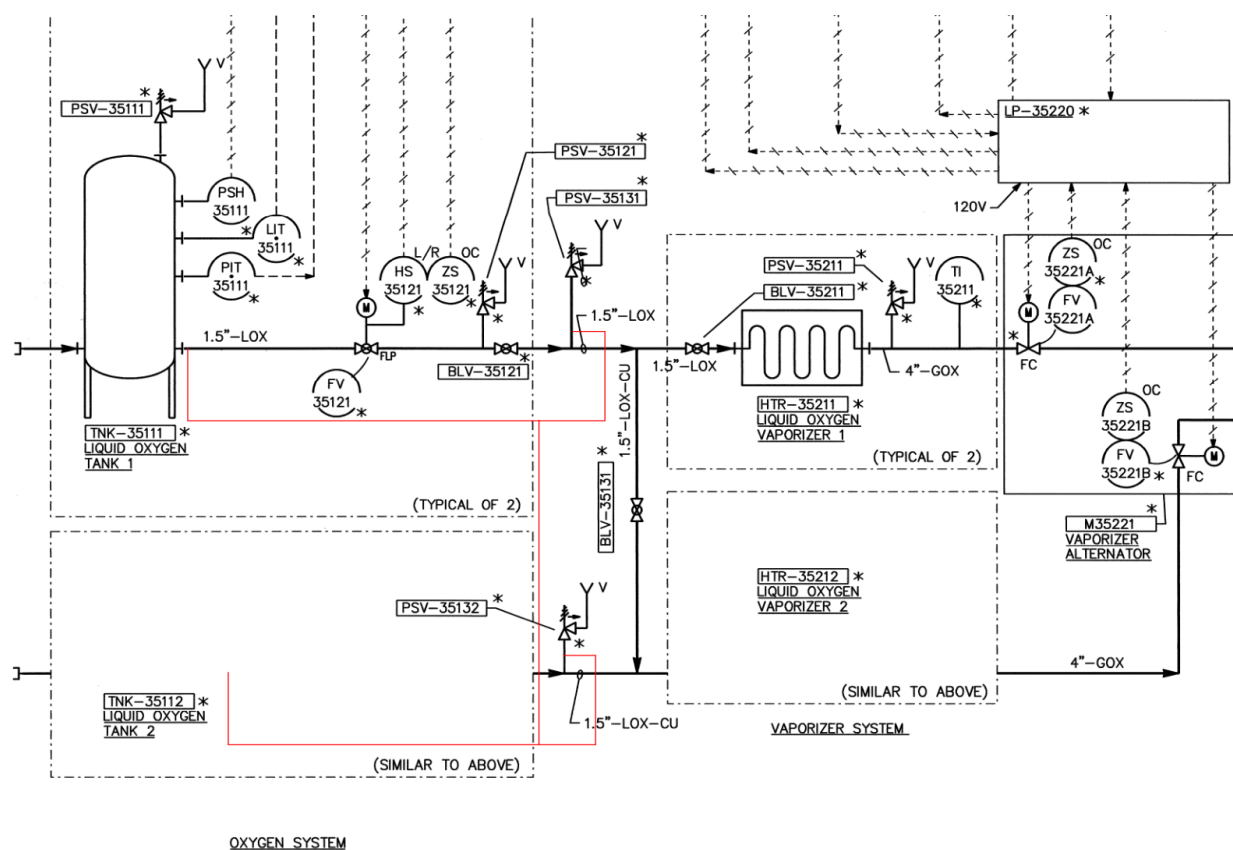 V
PSV-35111 *
LP-35220 *
PSV-35121 *
PSH
35111
PSV-35131 *
120V
* LIT
35111 *
L/R
OC
HS
35121 *
ZS
35121 *
V
V
PSV-35211 *
BLV-35211 *
V
TI
35211 *
ZS
35221A *
OC
PIT
35111 *
M
M
FV
35221A
1.5"-LOX
FLP
1.5"-LOX
1.5"-LOX
4"-GOX
* FC
BLV-35121 *
FV
35121 *
1.5"-LOX-CU
HTR-35211 *
LIQUID OXYGEN
VAPORIZER 1
ZS
35221B
OC
TNK-35111 *
LIQUID OXYGEN
TANK 1
(TYPICAL OF 2)
FV
35221B *
M
FC
(TYPICAL OF 2)
BLV-35131 *
M35221 *
VAPORIZER
ALTERNATOR
HTR-35212 *
LIQUID OXYGEN
VAPORIZER 2
PSV-35132 *
V
*
4"-GOX
TNK-35112 *
LIQUID OXYGEN
TANK 2
1.5"-LOX-CU
(SIMILAR TO ABOVE)
VAPORIZER SYSTEM
(SIMILAR TO ABOVE)
OXYGEN SYSTEM